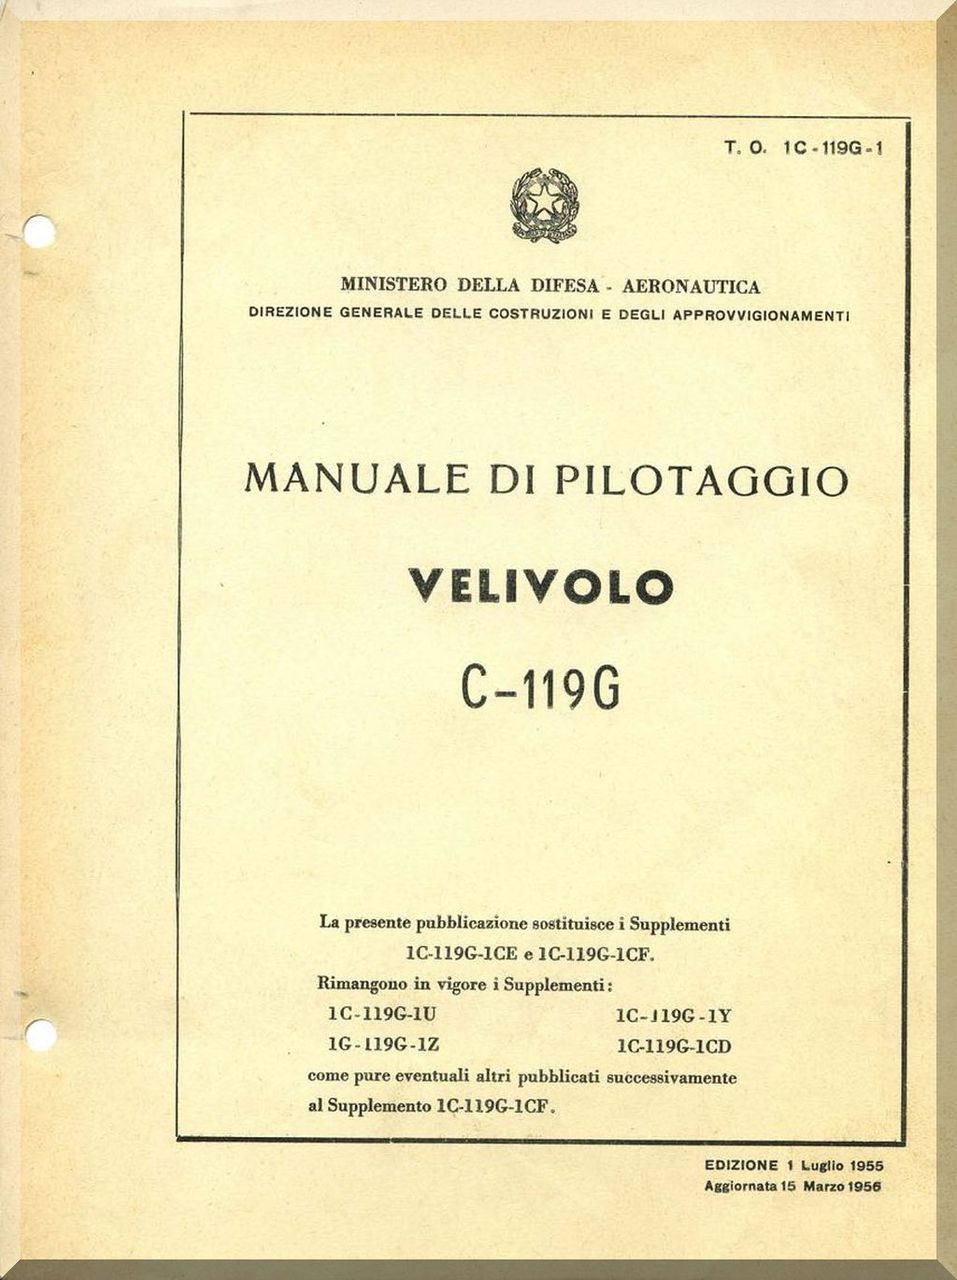 T. O. 1C-119G-1
MINISTERO DELLA DIFESA - AERONAUTICA
DIREZIONE GENERALE DELLE COSTRUZIONI E DEGLI APPROVVIGIONAMENTI
MANUALE DI PILOTAGGIO
VELIVOLO
C-119G
La presente pubblicazione sostituisce i Supplementi
1C-119G-1CE e 1C-119G-1CF.
Rimangono in vigore i Supplementi:
1C-119G-1U 1C-119G-1Y
1G-119G-1Z 1C-119G-1CD
come pure eventuali altri pubblicati successivamente
al Supplemento 1C-119G-1CF.
EDIZIONE 1 Luglio 1955
Aggiornata 15 Marzo 1956